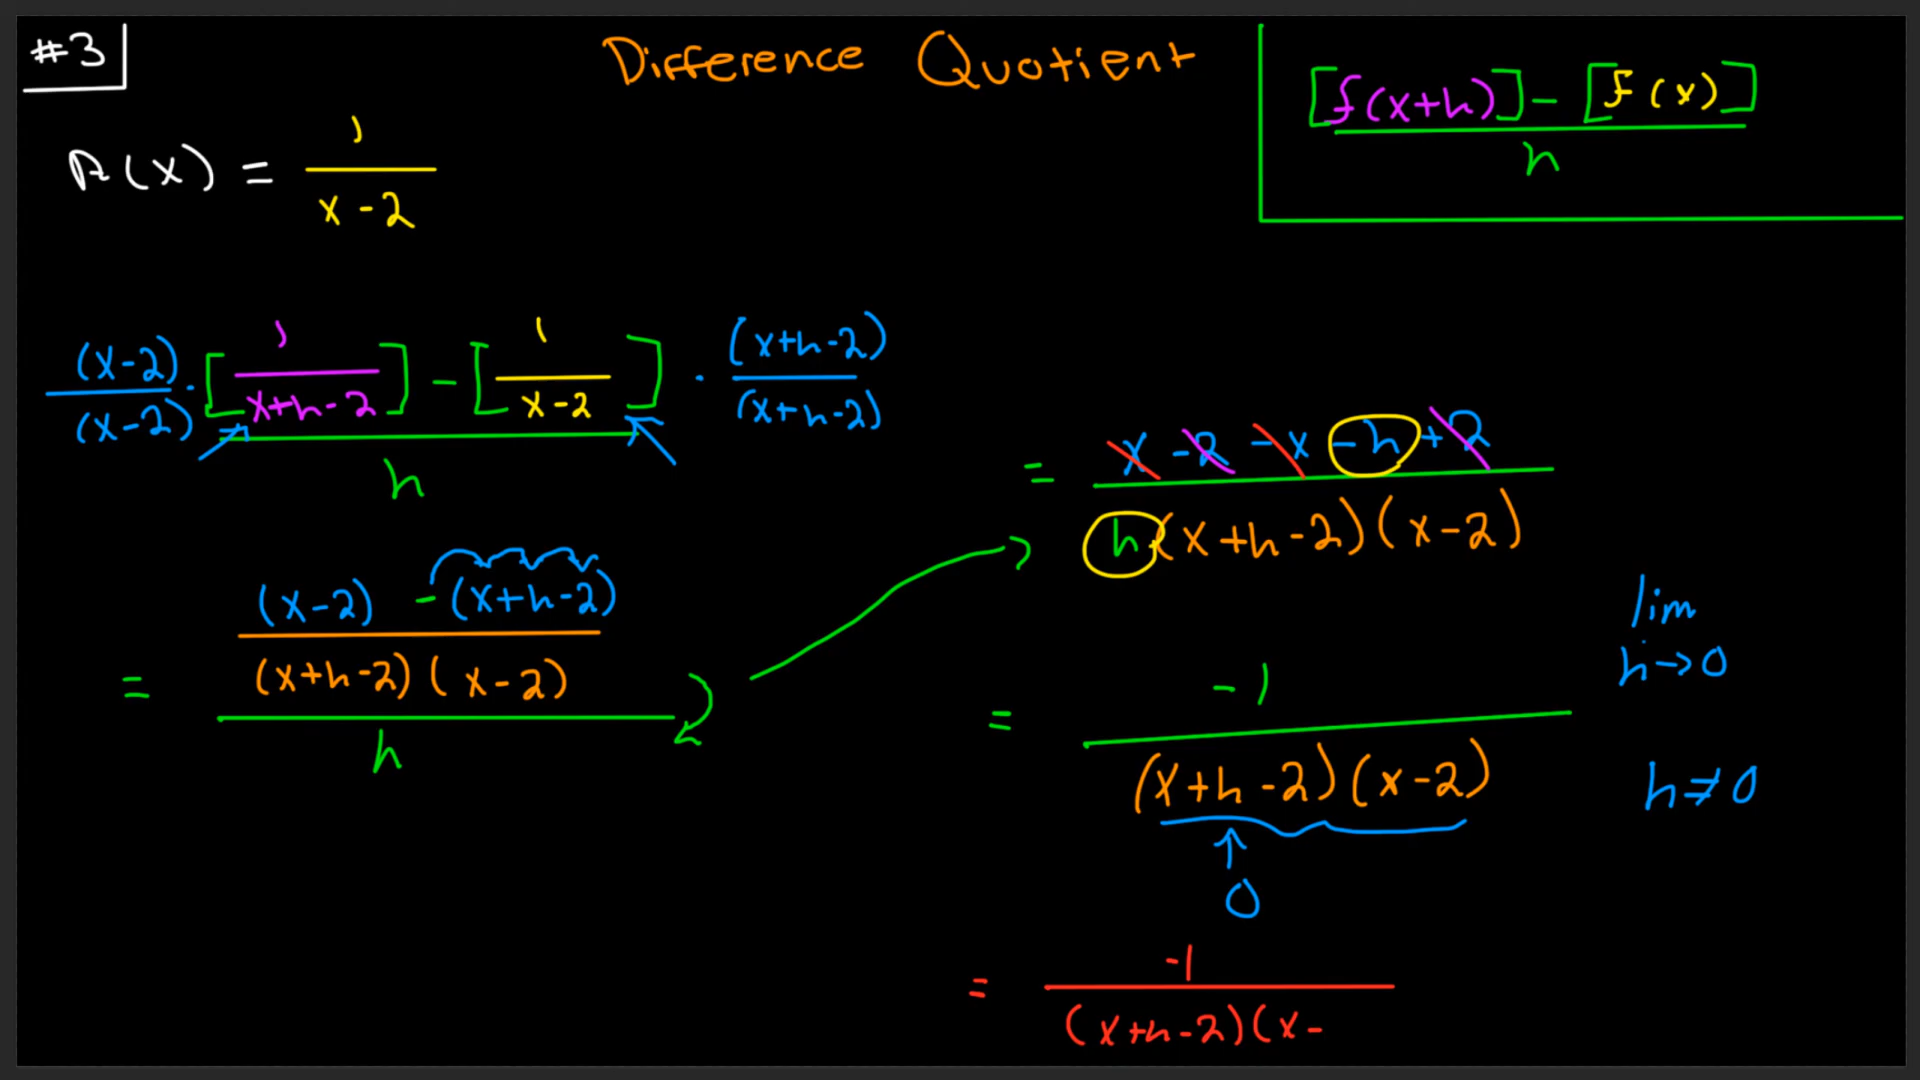 #3
Difference Quotient
[f(x+h)] - [f(x)]
h
R(x) = 1
x - 2
(x-2) · [ 1 ] - [ 1 ] · (x+h-2)
(x-2) x+h-2 x-2 (x+h-2)
h
(x-2) - (x+h-2)
= (x+h-2)(x-2)
h
= x - 2 - x - h + 2
h(x+h-2)(x-2)
lim
h→0
= -1
(x+h-2)(x-2)
h≠0
0
= -1
(x+h-2)(x-